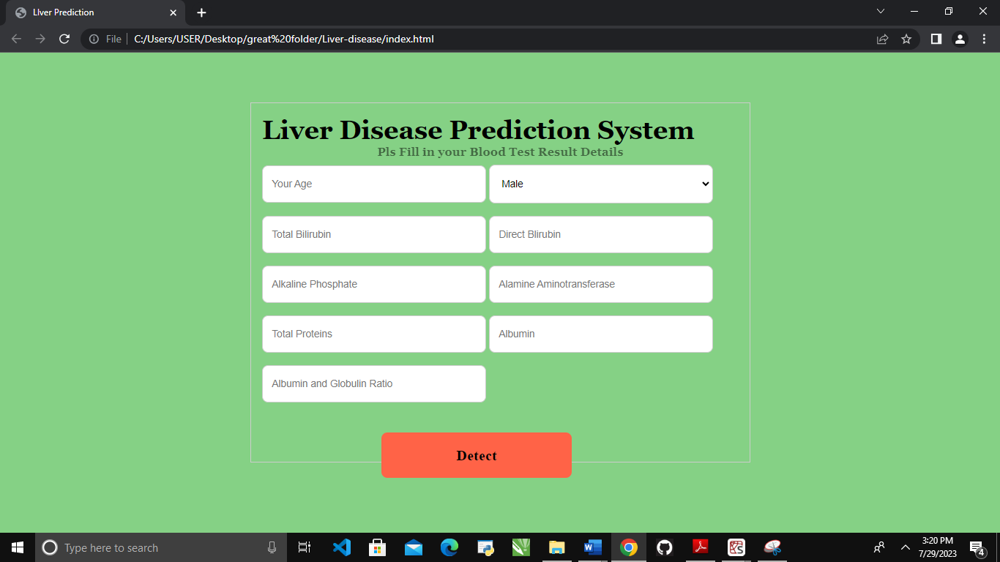 LIver Prediction
File
C:/Users/USER/Desktop/great%20folder/Liver-disease/index.html
Liver Disease Prediction System
Pls Fill in your Blood Test Result Details
Your Age
Male
Total Bilirubin
Direct Blirubin
Alkaline Phosphate
Alamine Aminotransferase
Total Proteins
Albumin
Albumin and Globulin Ratio
Detect
Type here to search
3:20 PM
7/29/2023
4